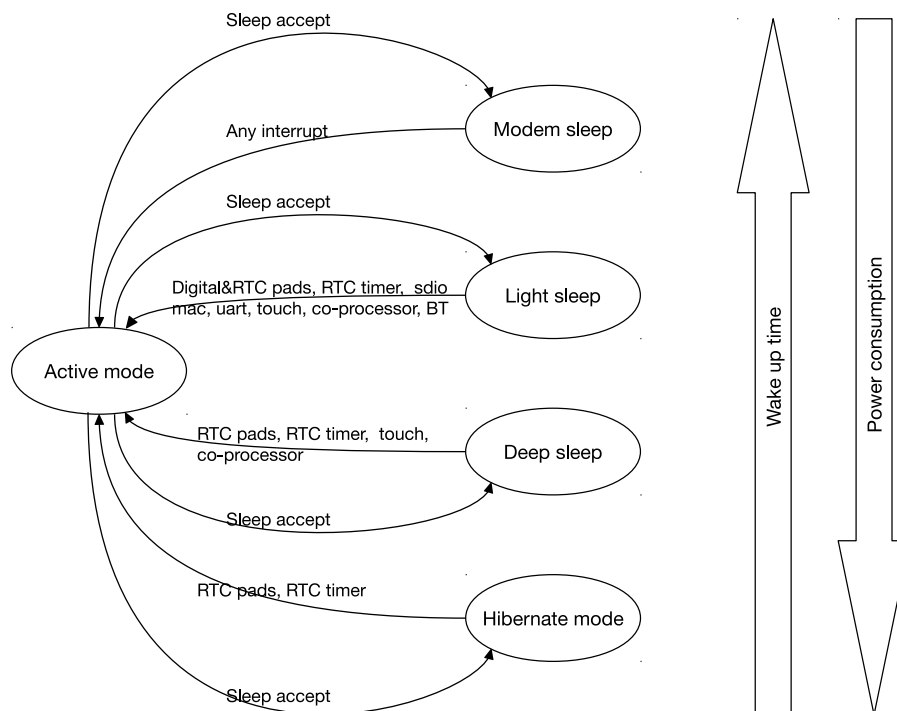 Sleep accept
Modem sleep
Any interrupt
Sleep accept
Digital&RTC pads, RTC timer, sdio
mac, uart, touch, co-processor, BT
Light sleep
Active mode
RTC pads, RTC timer, touch,
co-processor
Deep sleep
Sleep accept
RTC pads, RTC timer
Hibernate mode
Sleep accept
Wake up time
Power consumption